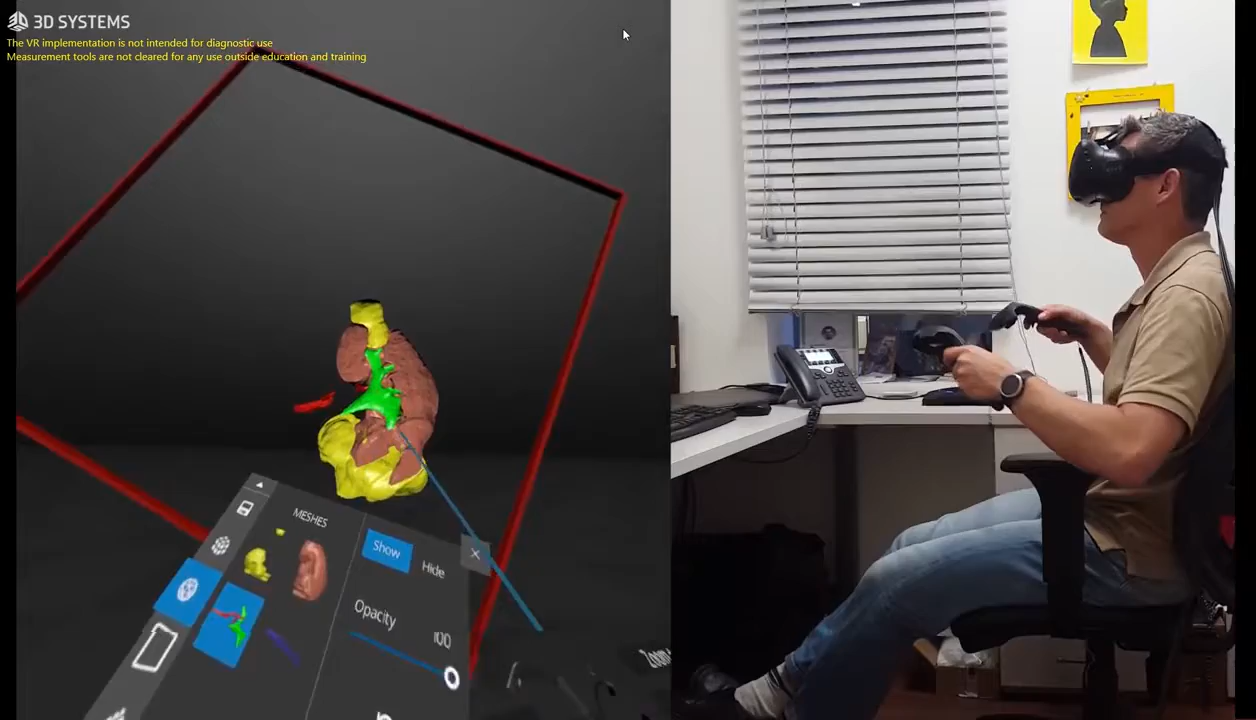 3D SYSTEMS
The VR implementation is not intended for diagnostic use
Measurement tools are not cleared for any use outside education and training
MESHES
Show
Hide
Opacity
100